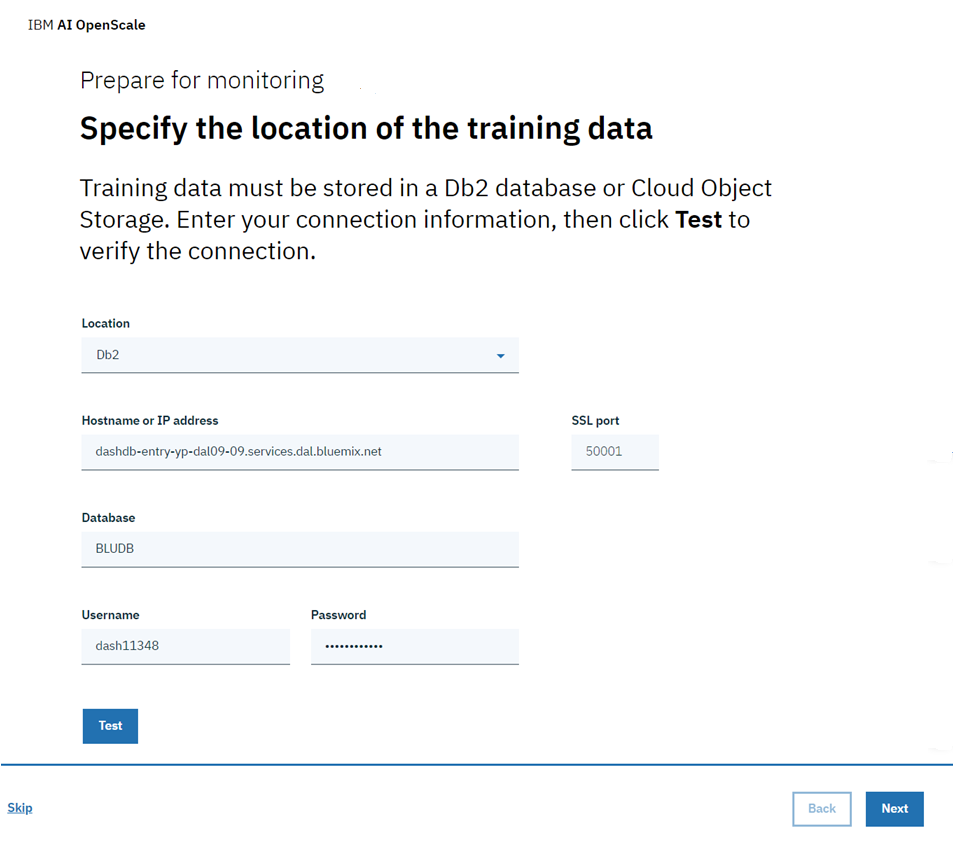 IBM AI OpenScale
Prepare for monitoring
Specify the location of the training data
Training data must be stored in a Db2 database or Cloud Object
Storage. Enter your connection information, then click Test to
verify the connection.
Location
Db2
Hostname or IP address
SSL port
dashdb-entry-yp-dal09-09.services.dal.bluemix.net
50001
Database
BLUDB
Username
Password
dash11348
••••••••••••
Test
Skip
Back
Next